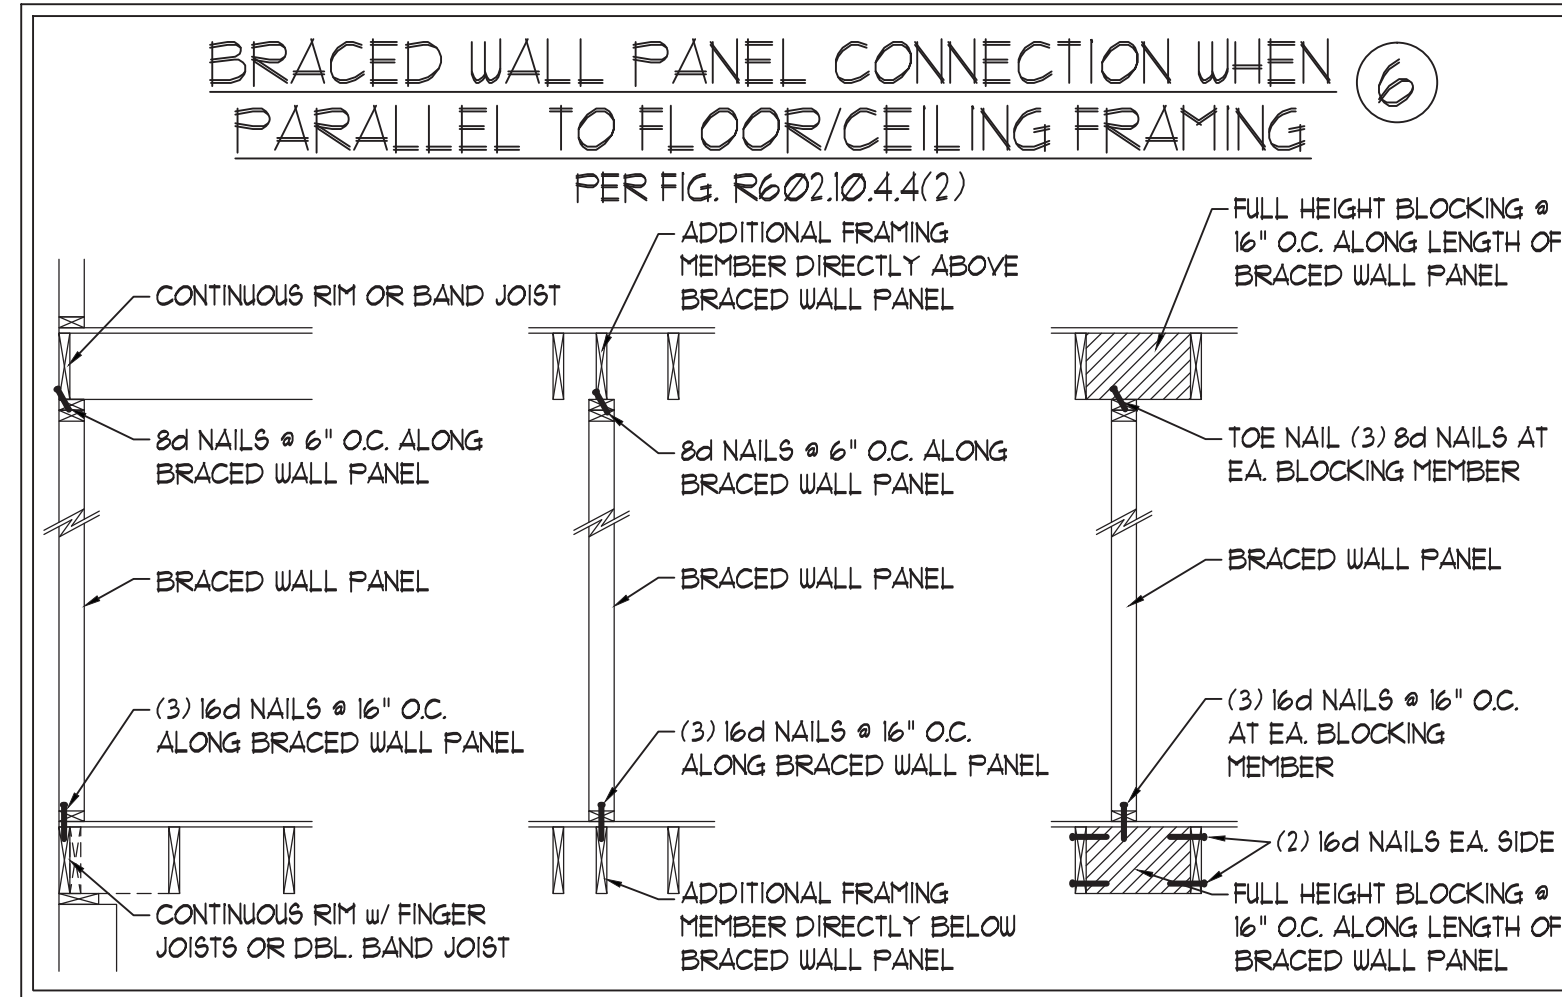 BRACED WALL PANEL CONNECTION WHEN
PARALLEL TO FLOOR/CEILING FRAMING
6
PER FIG. R602.10.4.4(2)
CONTINUOUS RIM OR BAND JOIST
8d NAILS @ 6" O.C. ALONG
BRACED WALL PANEL
BRACED WALL PANEL
(3) 16d NAILS @ 16" O.C.
ALONG BRACED WALL PANEL
CONTINUOUS RIM w/ FINGER
JOISTS OR DBL. BAND JOIST
ADDITIONAL FRAMING
MEMBER DIRECTLY ABOVE
BRACED WALL PANEL
8d NAILS @ 6" O.C. ALONG
BRACED WALL PANEL
BRACED WALL PANEL
(3) 16d NAILS @ 16" O.C.
ALONG BRACED WALL PANEL
ADDITIONAL FRAMING
MEMBER DIRECTLY BELOW
BRACED WALL PANEL
FULL HEIGHT BLOCKING @
16" O.C. ALONG LENGTH OF
BRACED WALL PANEL
TOE NAIL (3) 8d NAILS AT
EA. BLOCKING MEMBER
BRACED WALL PANEL
(3) 16d NAILS @ 16" O.C.
AT EA. BLOCKING
MEMBER
(2) 16d NAILS EA. SIDE
FULL HEIGHT BLOCKING @
16" O.C. ALONG LENGTH OF
BRACED WALL PANEL